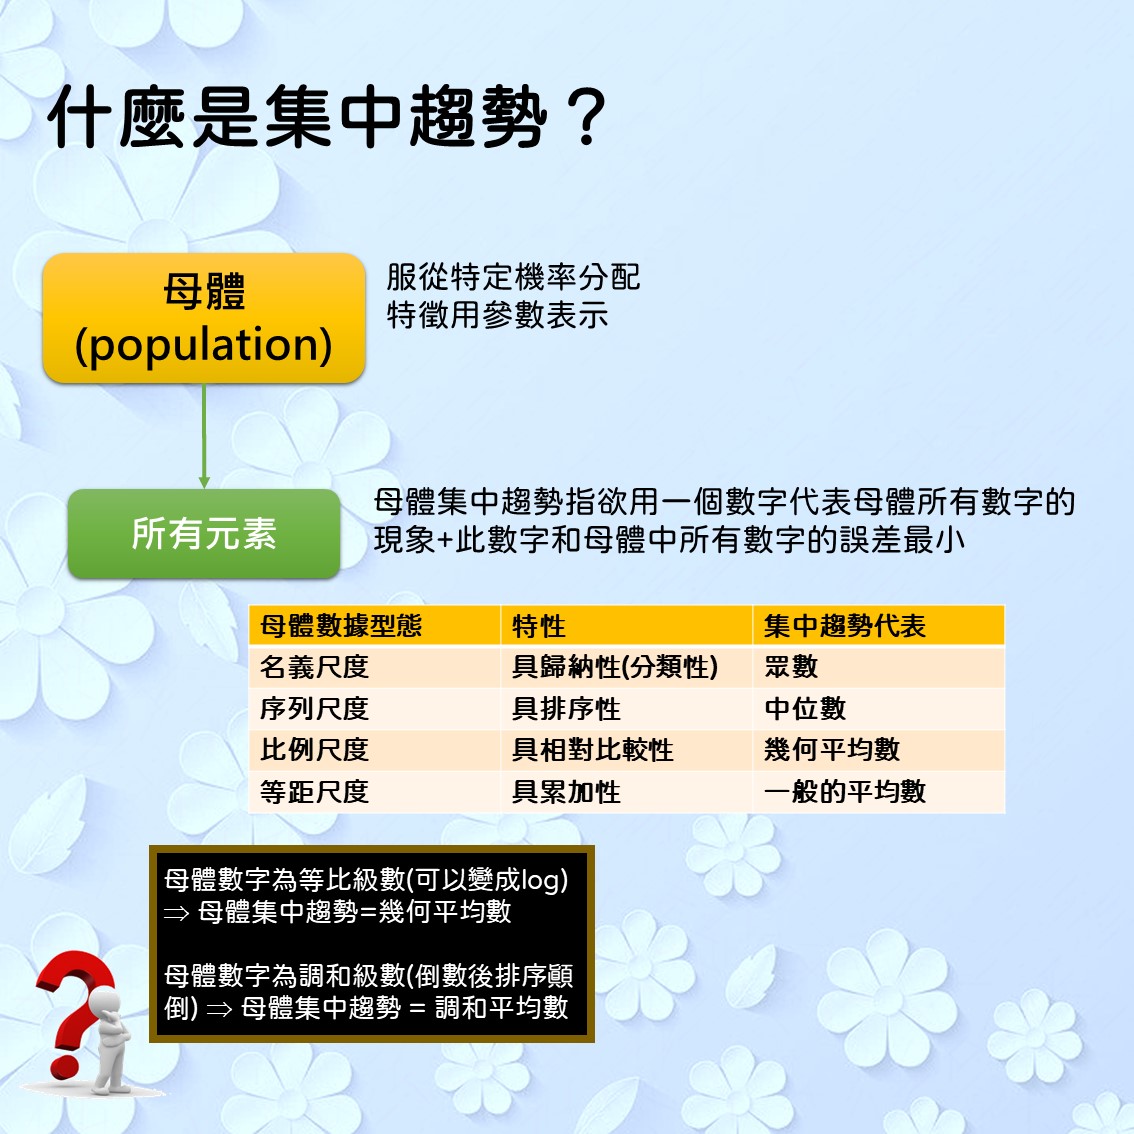 什麼是集中趨勢？
母體
(population)
服從特定機率分配
特徵用參數表示
所有元素
母體集中趨勢指欲用一個數字代表母體所有數字的
現象+此數字和母體中所有數字的誤差最小
母體數據型態 特性 集中趨勢代表
名義尺度 具歸納性(分類性) 眾數
序列尺度 具排序性 中位數
比例尺度 具相對比較性 幾何平均數
等距尺度 具累加性 一般的平均數
母體數字為等比級數(可以變成log)
⇒ 母體集中趨勢=幾何平均數
母體數字為調和級數(倒數後排序顚
倒) ⇒ 母體集中趨勢 = 調和平均數